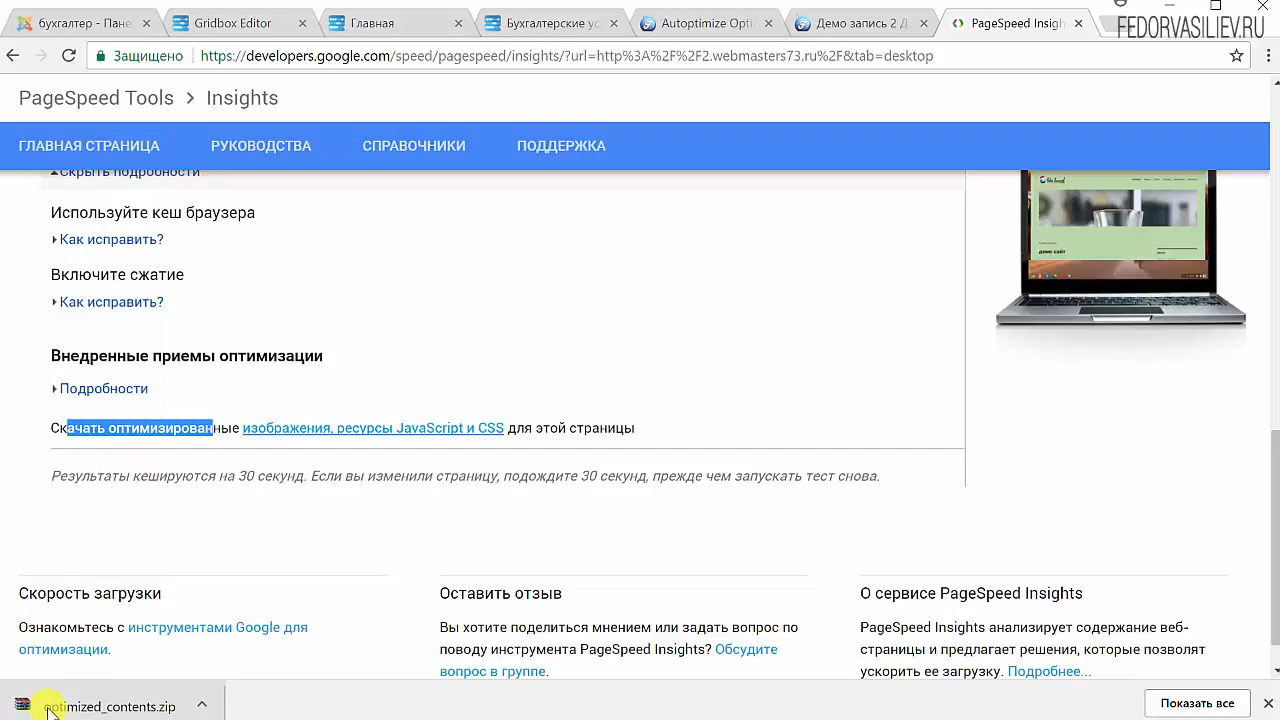 бухгалтер - Пане
Gridbox Editor
Главная
Бухгалтерские ус
Autoptimize Opti
Демо запись 2 Д
PageSpeed Insigh
FEDORVASILIEV.RU
Защищено
https://developers.google.com/speed/pagespeed/insights/?url=http%3A%2F%2F2.webmasters73.ru%2F&tab=desktop
PageSpeed Tools > Insights
ГЛАВНАЯ СТРАНИЦА
РУКОВОДСТВА
СПРАВОЧНИКИ
ПОДДЕРЖКА
Скрыть подробности
Используйте кеш браузера
Как исправить?
Включите сжатие
Как исправить?
демо сайт
Внедренные приемы оптимизации
Подробности
Скачать оптимизированные изображения, ресурсы JavaScript и CSS для этой страницы
Результаты кешируются на 30 секунд. Если вы изменили страницу, подождите 30 секунд, прежде чем запускать тест снова.
Скорость загрузки
Ознакомьтесь с инструментами Google для
оптимизации.
Оставить отзыв
Вы хотите поделиться мнением или задать вопрос по
поводу инструмента PageSpeed Insights? Обсудите
вопрос в группе.
О сервисе PageSpeed Insights
PageSpeed Insights анализирует содержание веб-
страницы и предлагает решения, которые позволят
ускорить ее загрузку. Подробнее...
optimized_contents.zip
Показать все